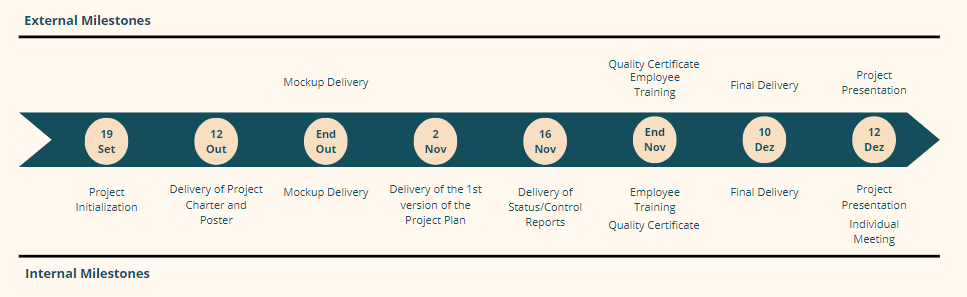 External Milestones
Mockup Delivery
Quality Certificate
Employee
Training
Final Delivery
Project
Presentation
19
Set
12
Out
End
Out
2
Nov
16
Nov
End
Nov
10
Dez
12
Dez
Project
Initialization
Delivery of Project
Charter and
Poster
Mockup Delivery
Delivery of the 1st
version of the
Project Plan
Delivery of
Status/Control
Reports
Employee
Training
Quality Certificate
Final Delivery
Project
Presentation
Individual
Meeting
Internal Milestones